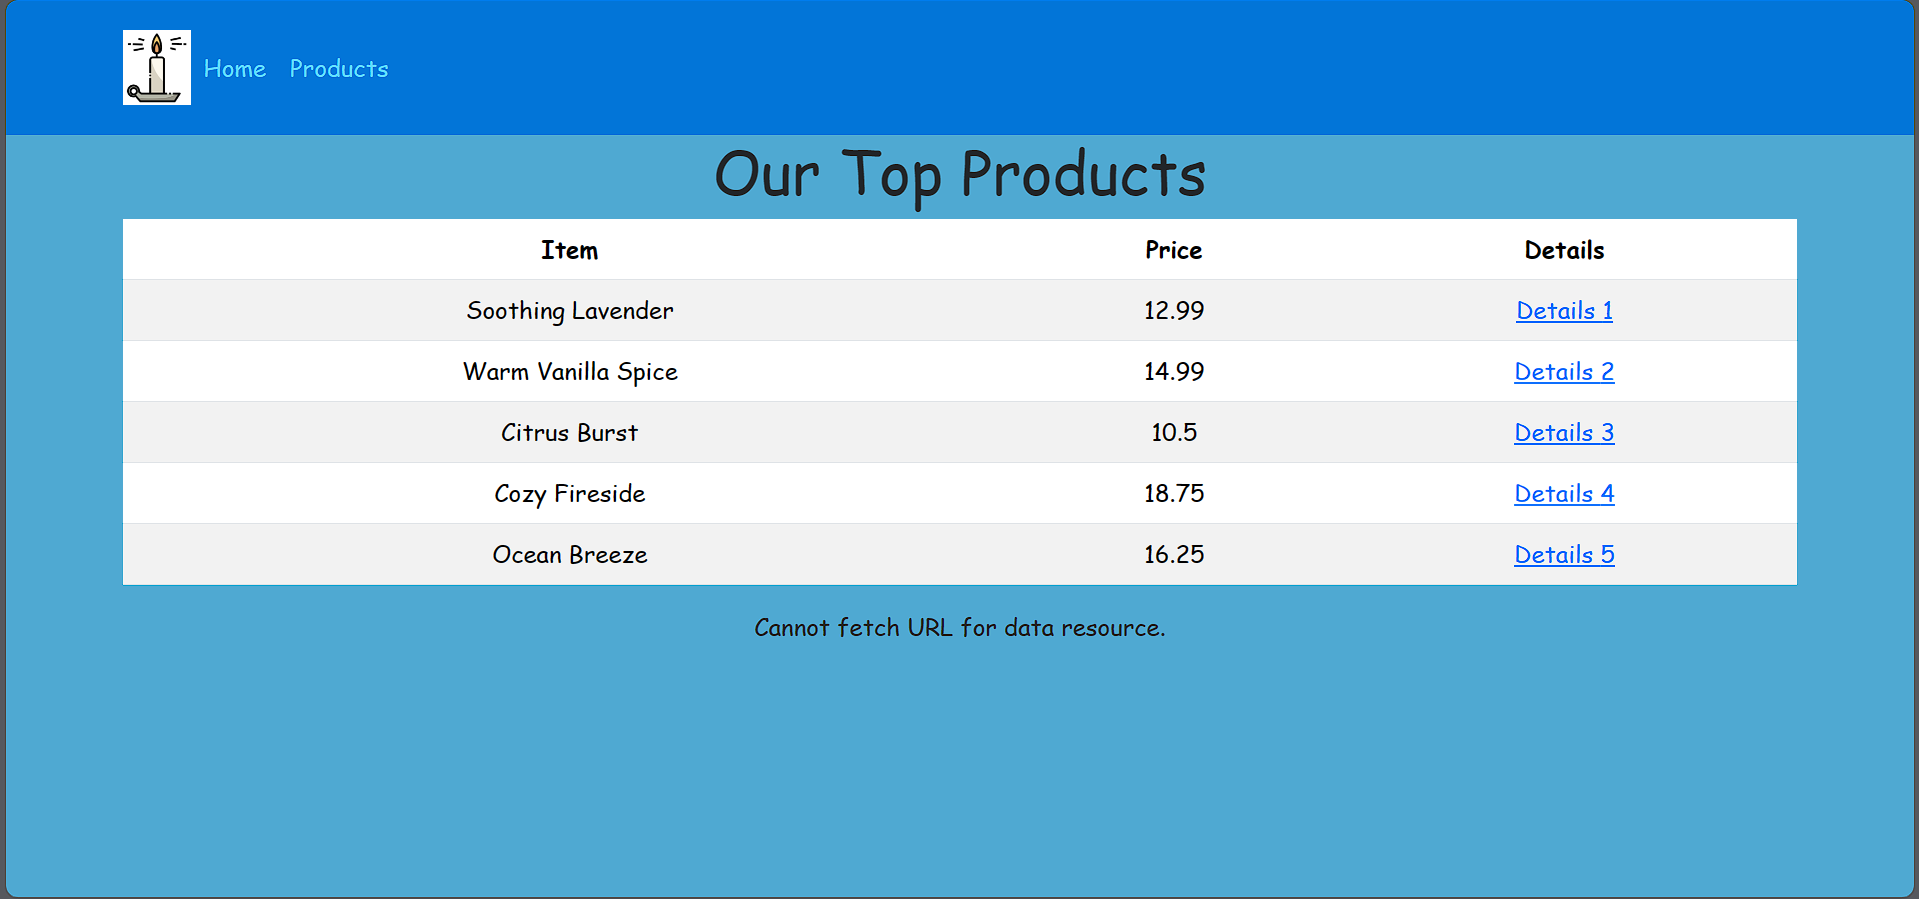 Home Products
Our Top Products
Item Price Details
Soothing Lavender 12.99 Details 1
Warm Vanilla Spice 14.99 Details 2
Citrus Burst 10.5 Details 3
Cozy Fireside 18.75 Details 4
Ocean Breeze 16.25 Details 5
Cannot fetch URL for data resource.